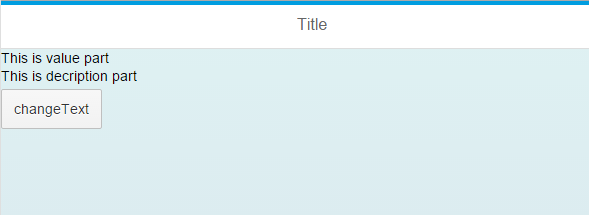 Title
This is value part
This is decription part
changeText